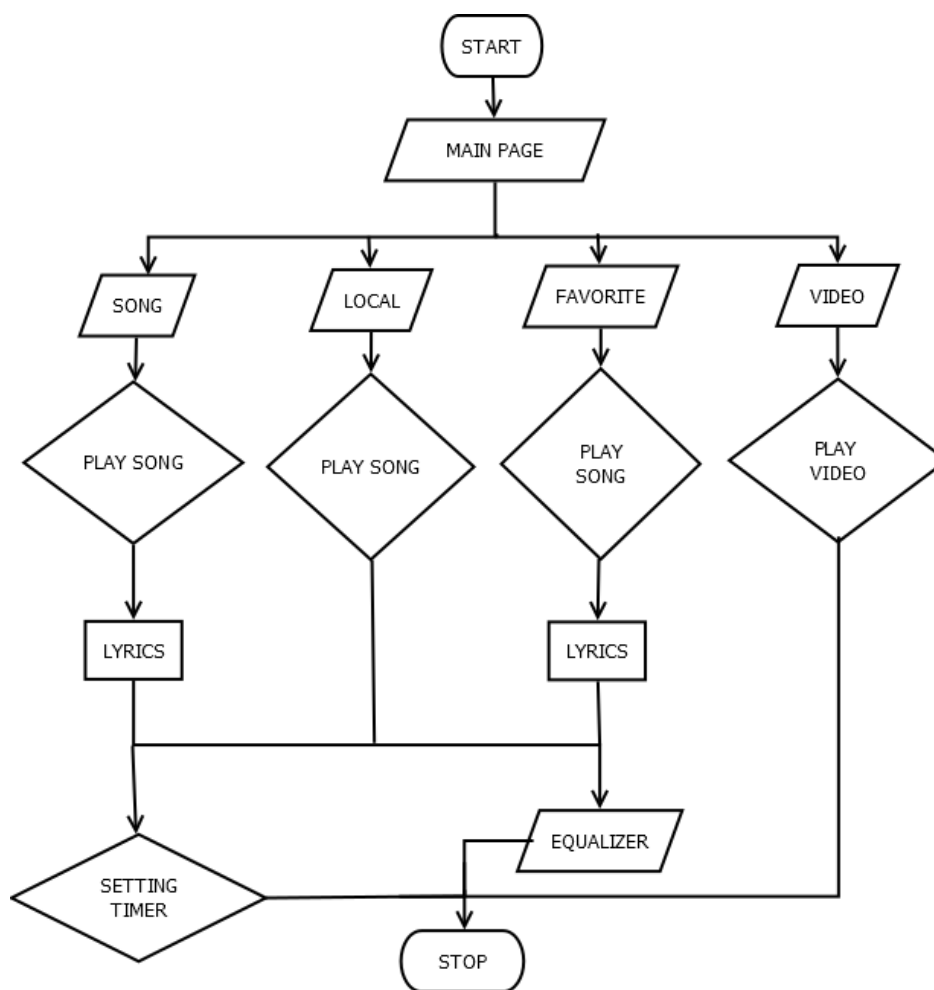 START
MAIN PAGE
SONG
LOCAL
FAVORITE
VIDEO
PLAY SONG
PLAY SONG
PLAY
SONG
PLAY
VIDEO
LYRICS
LYRICS
EQUALIZER
SETTING
TIMER
STOP